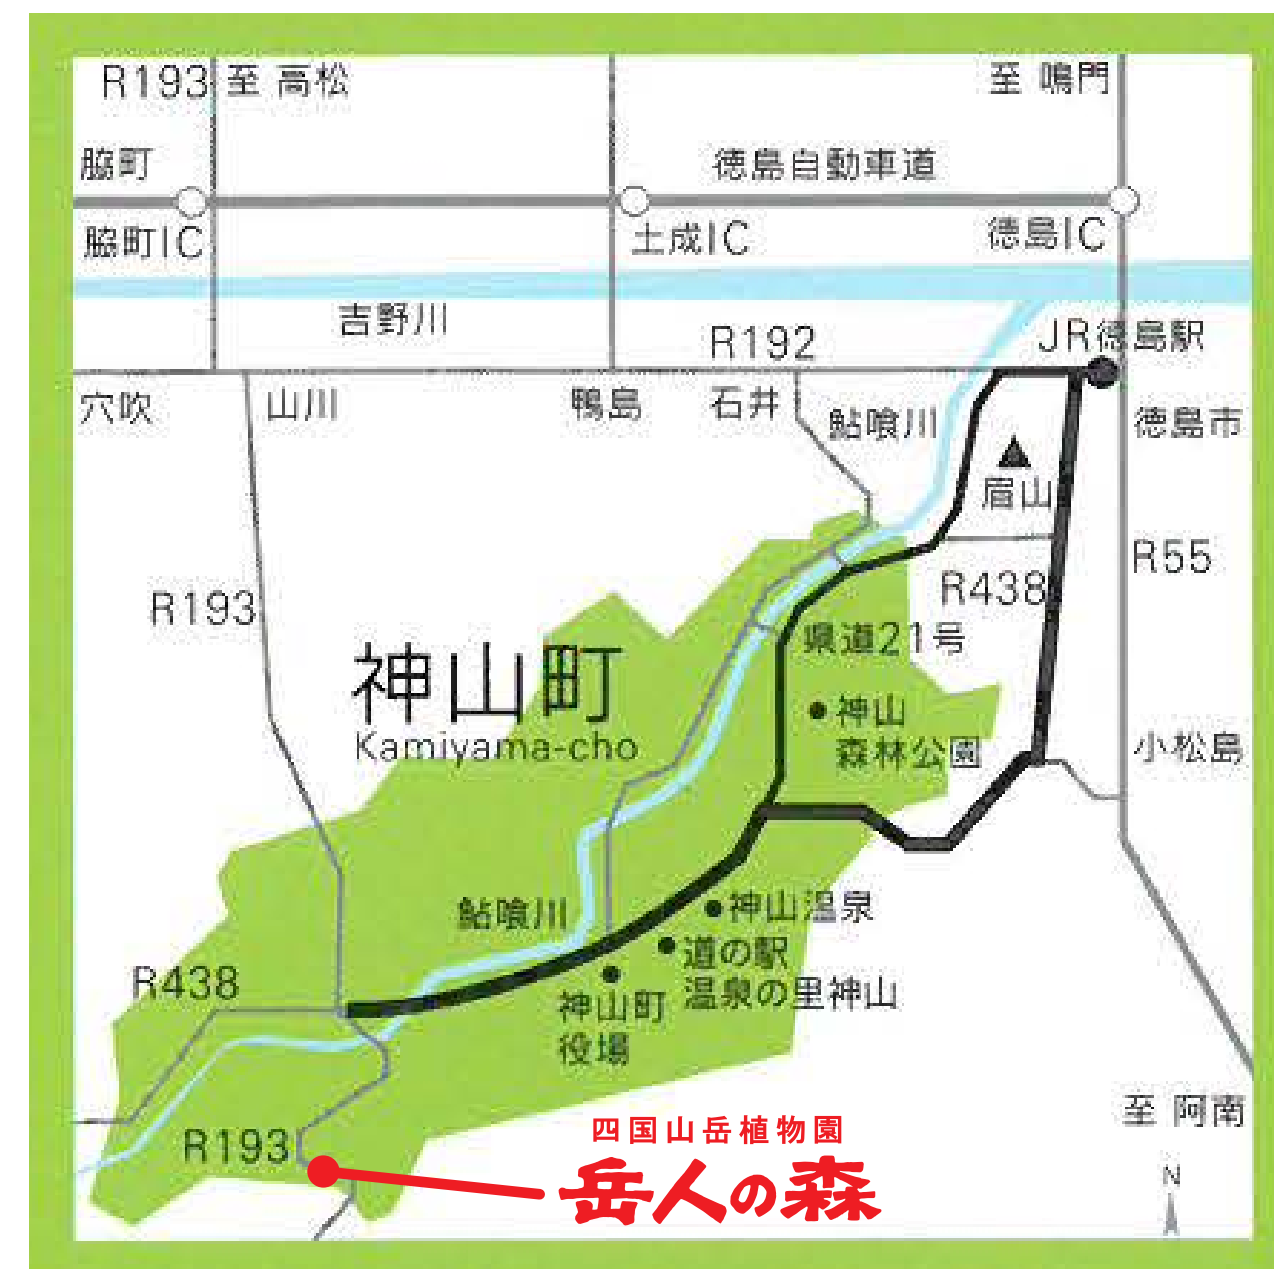 R193 至 高松
至 鳴門
脇町
徳島自動車道
脇町IC
土成IC
徳島IC
吉野川
R192
JR徳島駅
穴吹
山川
鴨島
石井
鮎喰川
徳島市
眉山
R55
R193
R438
県道21号
神山町
Kamiyama-cho
神山
森林公園
小松島
鮎喰川
神山温泉
道の駅
温泉の里神山
R438
神山町
役場
至 阿南
四国山岳植物園
岳人の森
R193
N